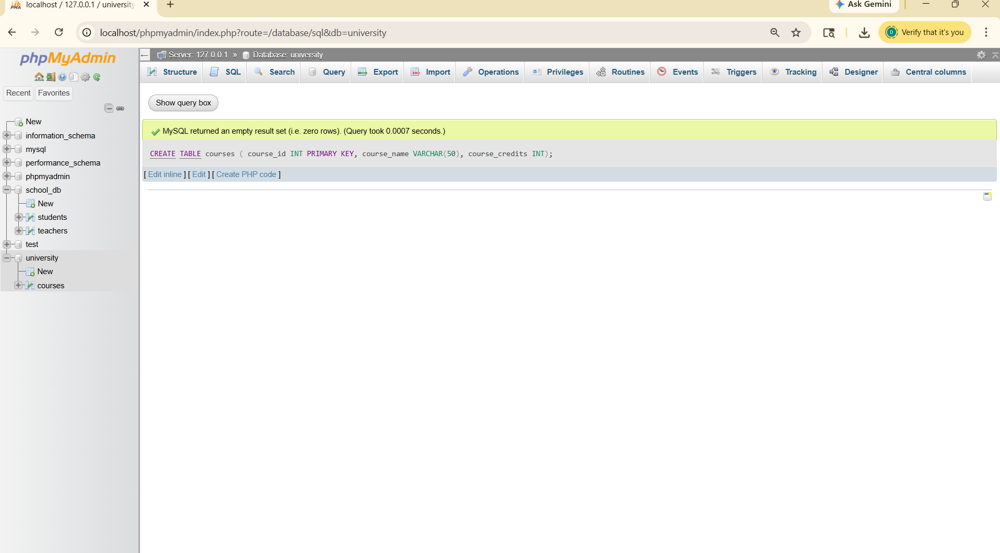 PMA localhost / 127.0.0.1 / university
Ask Gemini
localhost/phpmyadmin/index.php?route=/database/sql&db=university
D Verify that it's you
phpMyAdmin
Recent Favorites
New
information_schema
mysql
performance_schema
phpmyadmin
school_db
New
students
teachers
test
university
New
courses
Server: 127.0.0.1 » Database: university
Structure SQL Search Query Export Import Operations Privileges Routines Events Triggers Tracking Designer Central columns
Show query box
MySQL returned an empty result set (i.e. zero rows). (Query took 0.0007 seconds.)
CREATE TABLE courses ( course_id INT PRIMARY KEY, course_name VARCHAR(50), course_credits INT);
[ Edit inline ] [ Edit ] [ Create PHP code ]